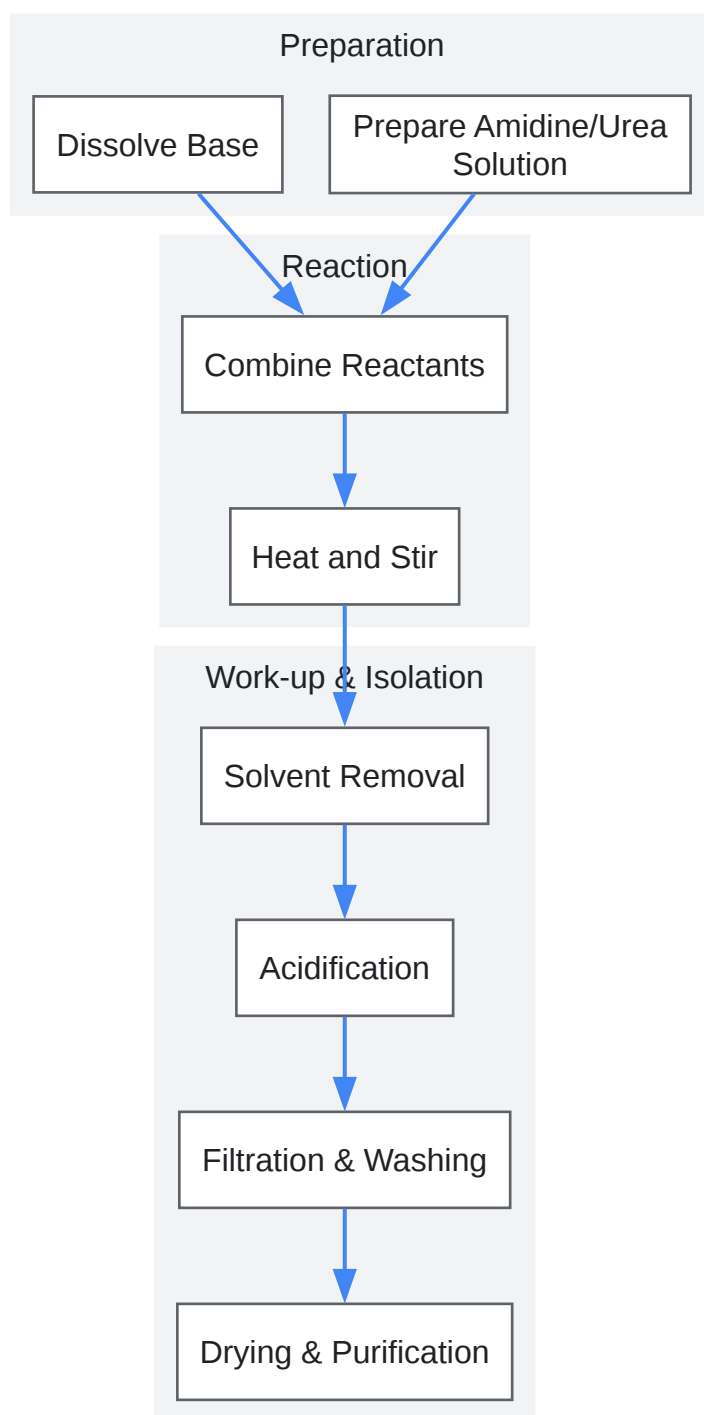 Preparation
Dissolve Base
Prepare Amidine/Urea
Solution
Reaction
Combine Reactants
Heat and Stir
Work-up & Isolation
Solvent Removal
Acidification
Filtration & Washing
Drying & Purification